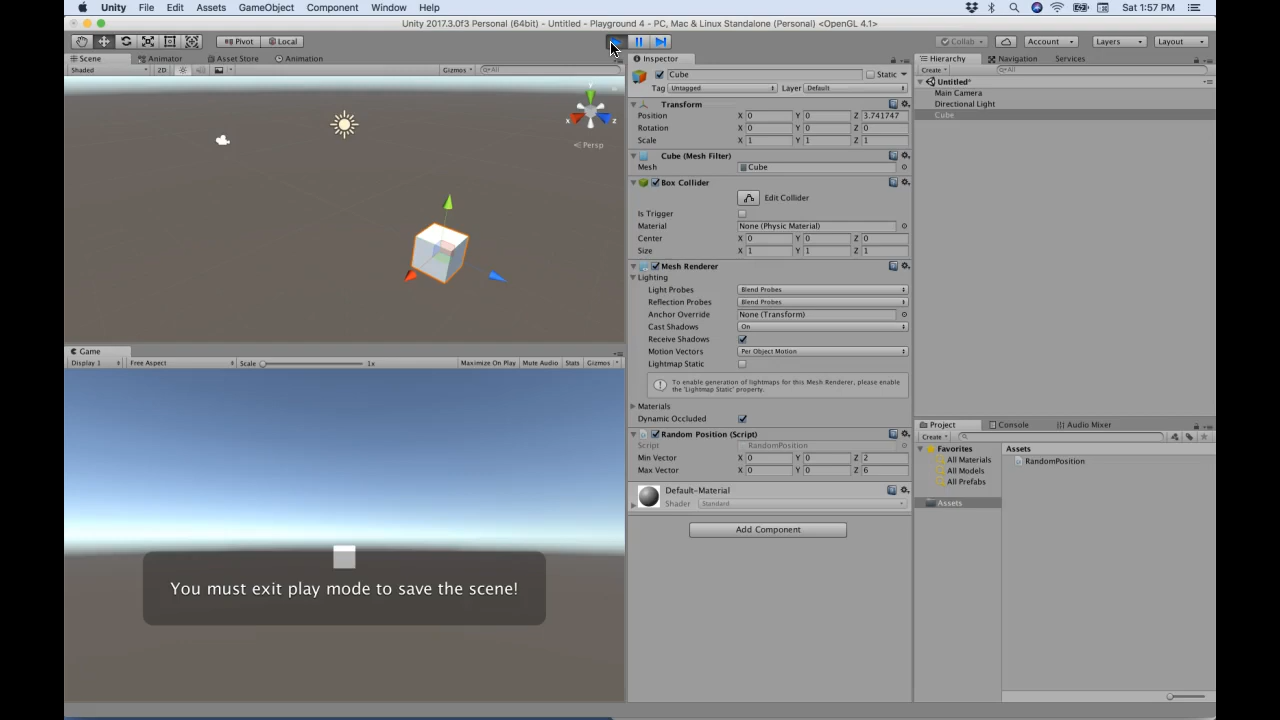 Unity File Edit Assets GameObject Component Window Help Sat 1:57 PM
Unity 2017.3.0f3 Personal (64bit) - Untitled - Playground 4 - PC, Mac & Linux Standalone (Personal) <OpenGL 4.1>
Pivot Local Collab Account Layers Layout
Scene Animator Asset Store Animation
Shaded 2D Gizmos All
Persp
x y z
Game
Display 1 Free Aspect Scale 1x Maximize On Play Mute Audio Stats Gizmos
You must exit play mode to save the scene!
Inspector
Cube Static
Tag Untagged Layer Default
Transform
Position X 0 Y 0 Z 3.741747
Rotation X 0 Y 0 Z 0
Scale X 1 Y 1 Z 1
Cube (Mesh Filter)
Mesh Cube
Box Collider
Edit Collider
Is Trigger
Material None (Physic Material)
Center X 0 Y 0 Z 0
Size X 1 Y 1 Z 1
Mesh Renderer
Lighting
Light Probes Blend Probes
Reflection Probes Blend Probes
Anchor Override None (Transform)
Cast Shadows On
Receive Shadows
Motion Vectors Per Object Motion
Lightmap Static
To enable generation of lightmaps for this Mesh Renderer, please enable
the 'Lightmap Static' property.
Materials
Dynamic Occluded
Random Position (Script)
Script RandomPosition
Min Vector X 0 Y 0 Z 2
Max Vector X 0 Y 0 Z 6
Default-Material
Shader Standard
Add Component
Hierarchy Navigation Services
Create All
Untitled*
Main Camera
Directional Light
Cube
Project Console Audio Mixer
Create
Favorites
All Materials
All Models
All Prefabs
Assets
Assets
RandomPosition